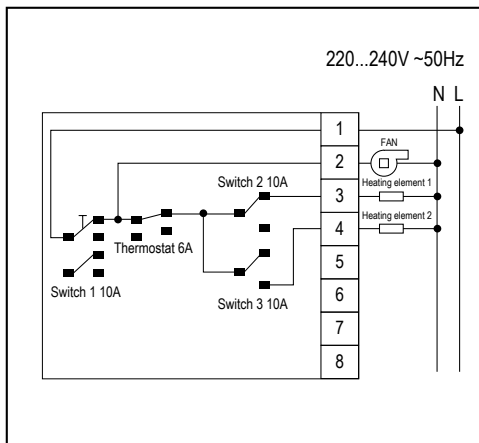 220...240V ~50Hz
N L
1
FAN
2
Switch 2 10A
Heating element 1
3
Heating element 2
4
Thermostat 6A
5
Switch 1 10A
Switch 3 10A
6
7
8